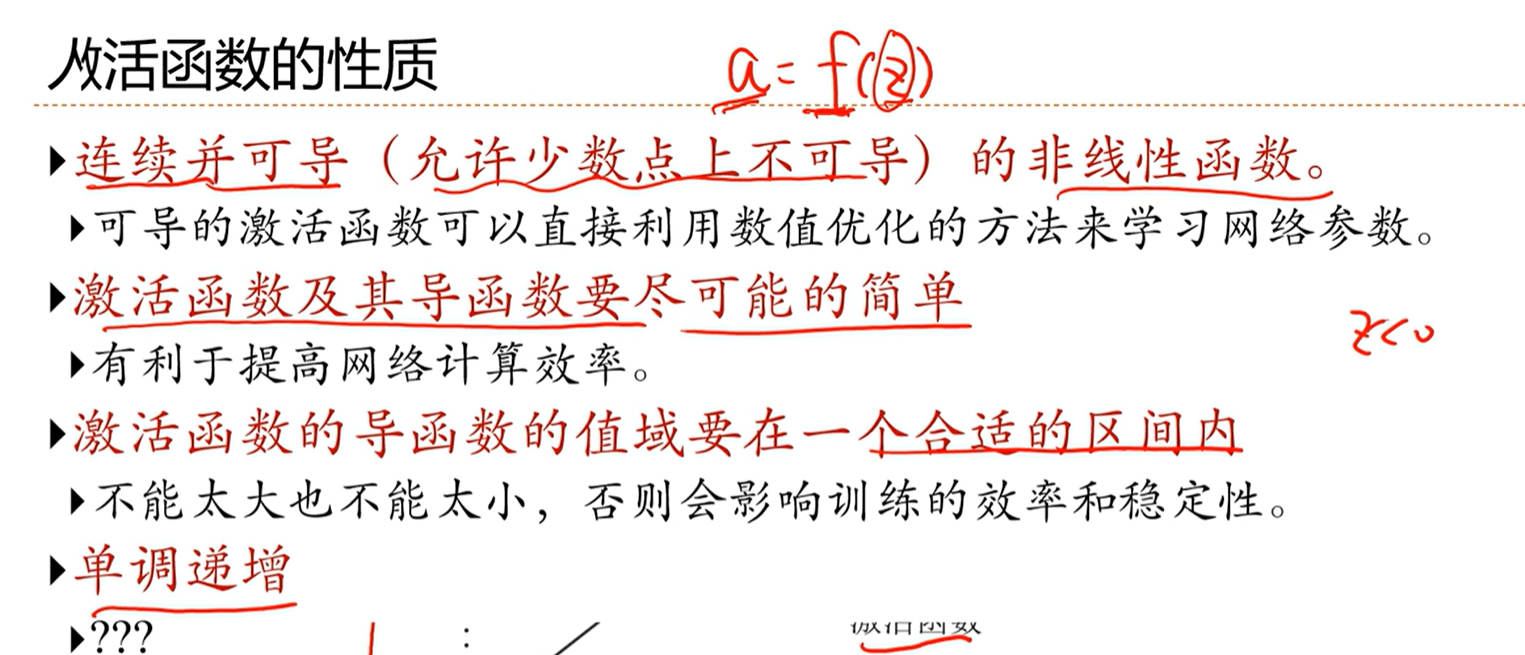 活函数的性质
a = f(z)
连续并可导（允许少数点上不可导）的非线性函数。
可导的激活函数可以直接利用数值优化的方法来学习网络参数。
激活函数及其导函数要尽可能的简单
z<0
有利于提高网络计算效率。
激活函数的导函数的值域要在一个合适的区间内
不能太大也不能太小，否则会影响训练的效率和稳定性。
单调递增
???
:
激活函数